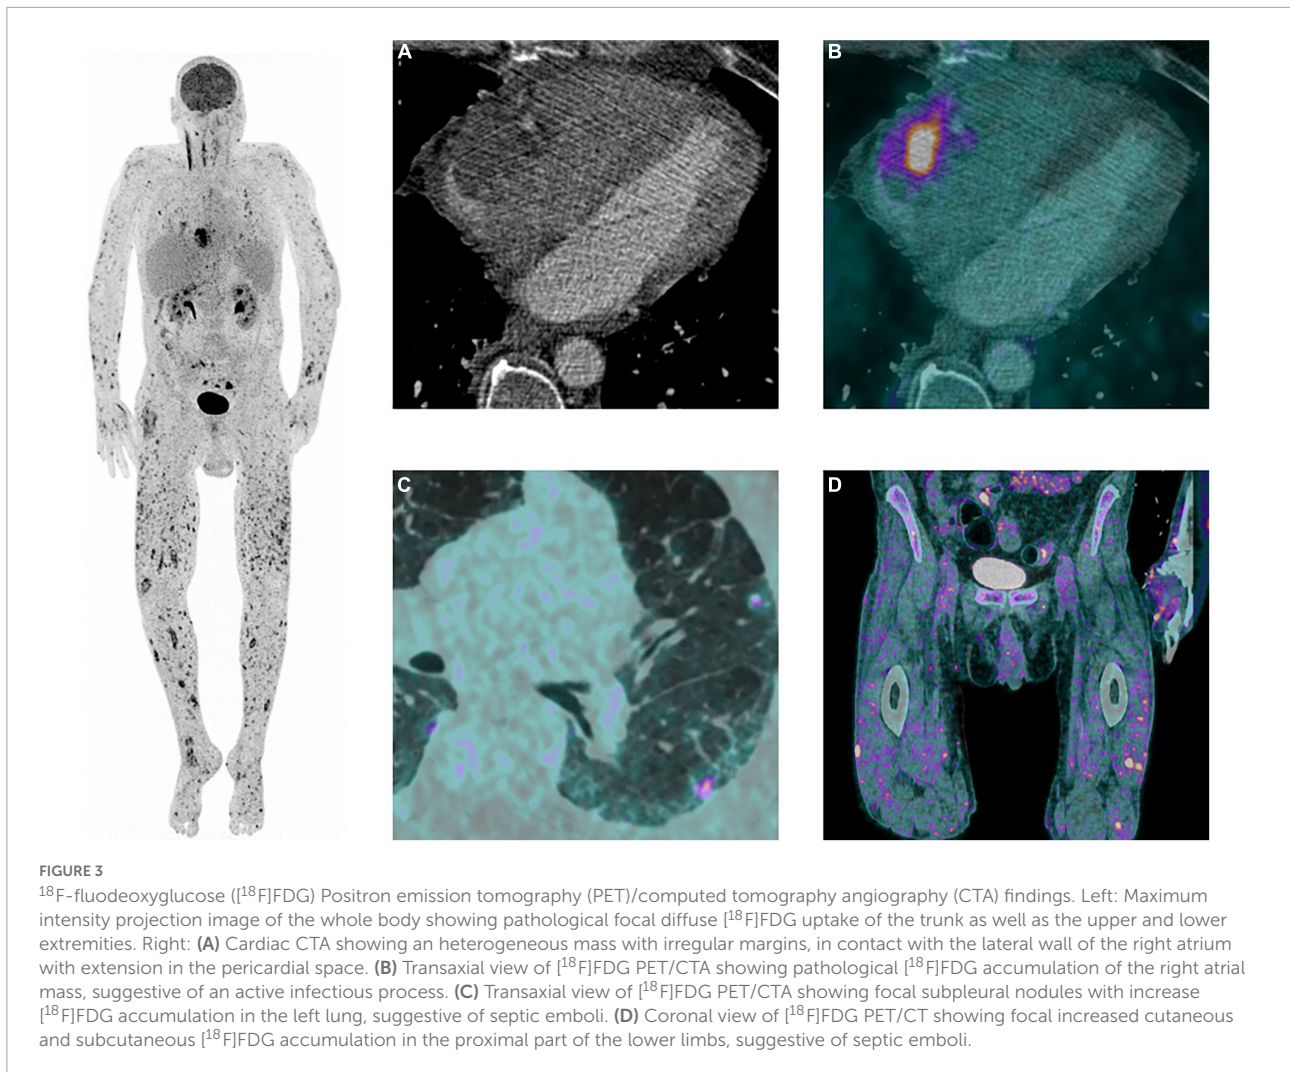 A
B
C
D
FIGURE 3
¹⁸F-fluodeoxyglucose ([¹⁸F]FDG) Positron emission tomography (PET)/computed tomography angiography (CTA) findings. Left: Maximum
intensity projection image of the whole body showing pathological focal diffuse [¹⁸F]FDG uptake of the trunk as well as the upper and lower
extremities. Right: (A) Cardiac CTA showing an heterogeneous mass with irregular margins, in contact with the lateral wall of the right atrium
with extension in the pericardial space. (B) Transaxial view of [¹⁸F]FDG PET/CTA showing pathological [¹⁸F]FDG accumulation of the right atrial
mass, suggestive of an active infectious process. (C) Transaxial view of [¹⁸F]FDG PET/CTA showing focal subpleural nodules with increase
[¹⁸F]FDG accumulation in the left lung, suggestive of septic emboli. (D) Coronal view of [¹⁸F]FDG PET/CT showing focal increased cutaneous
and subcutaneous [¹⁸F]FDG accumulation in the proximal part of the lower limbs, suggestive of septic emboli.